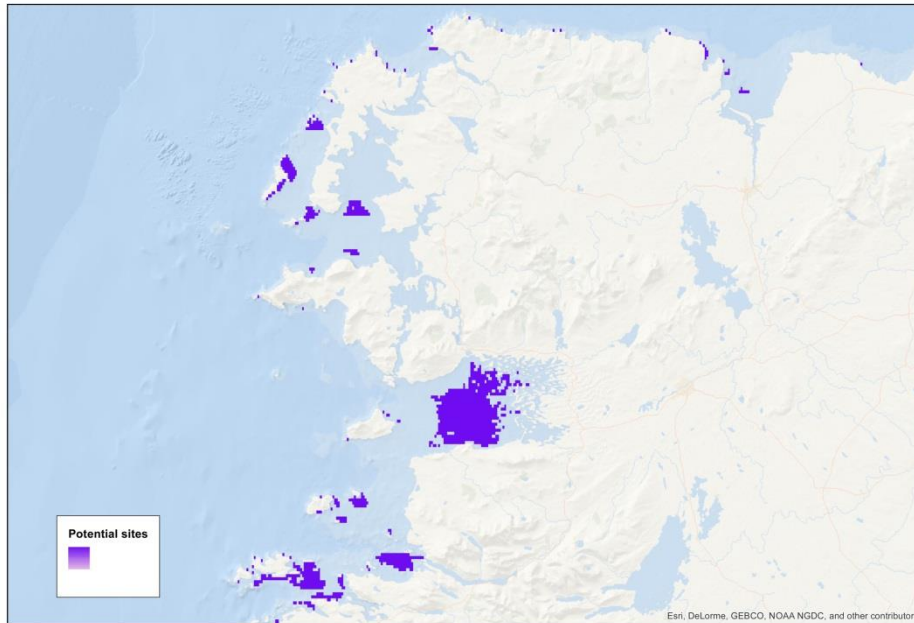 Potential sites
Esri, DeLorme, GEBCO, NOAA NGDC, and other contributor